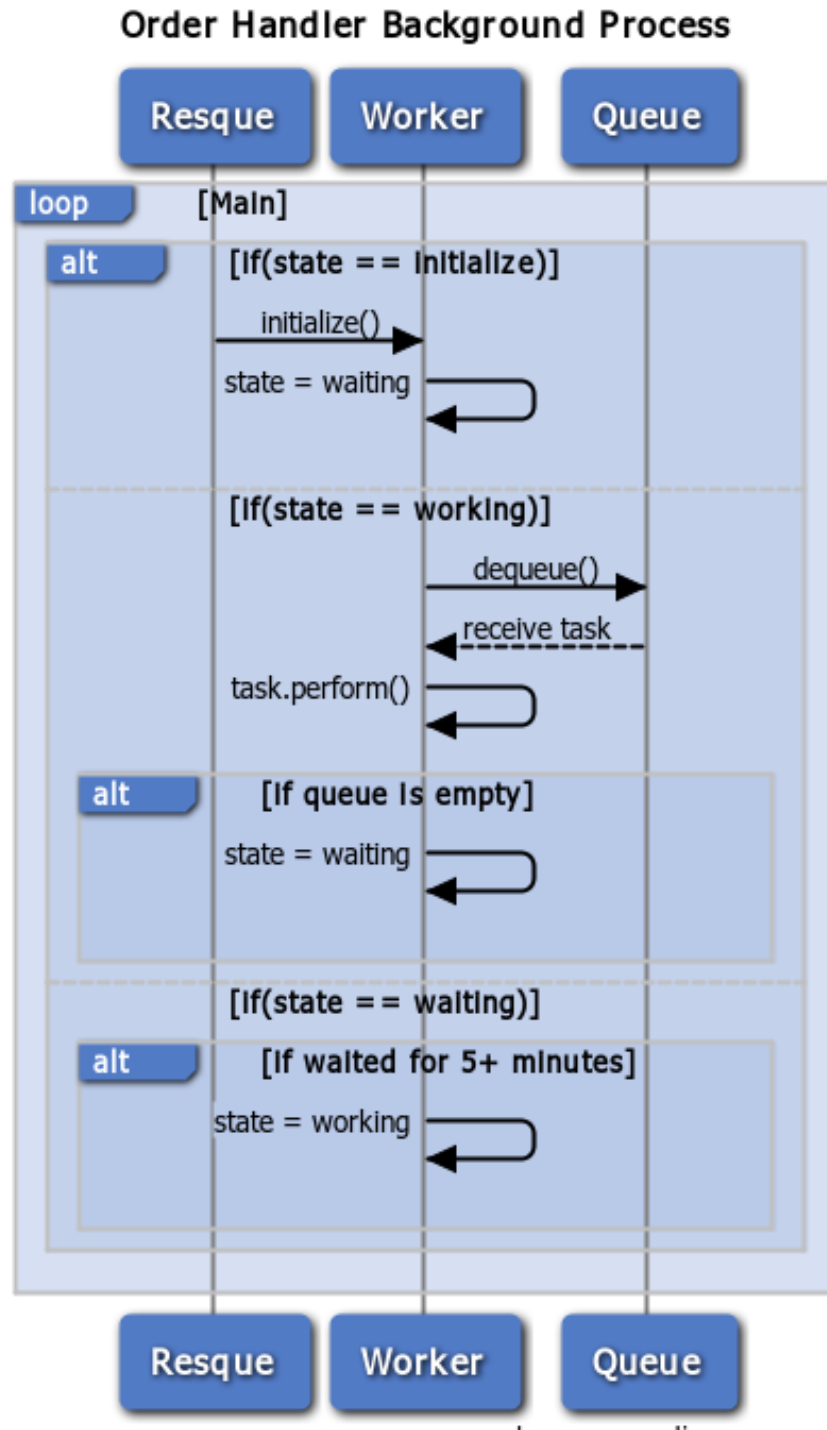 Order Handler Background Process
Resque Worker Queue
loop [Main]
alt [if(state == initialize)]
initialize()
state = waiting
[if(state == working)]
dequeue()
receive task
task.perform()
alt [if queue is empty]
state = waiting
[if(state == waiting)]
alt [if waited for 5+ minutes]
state = working
Resque Worker Queue